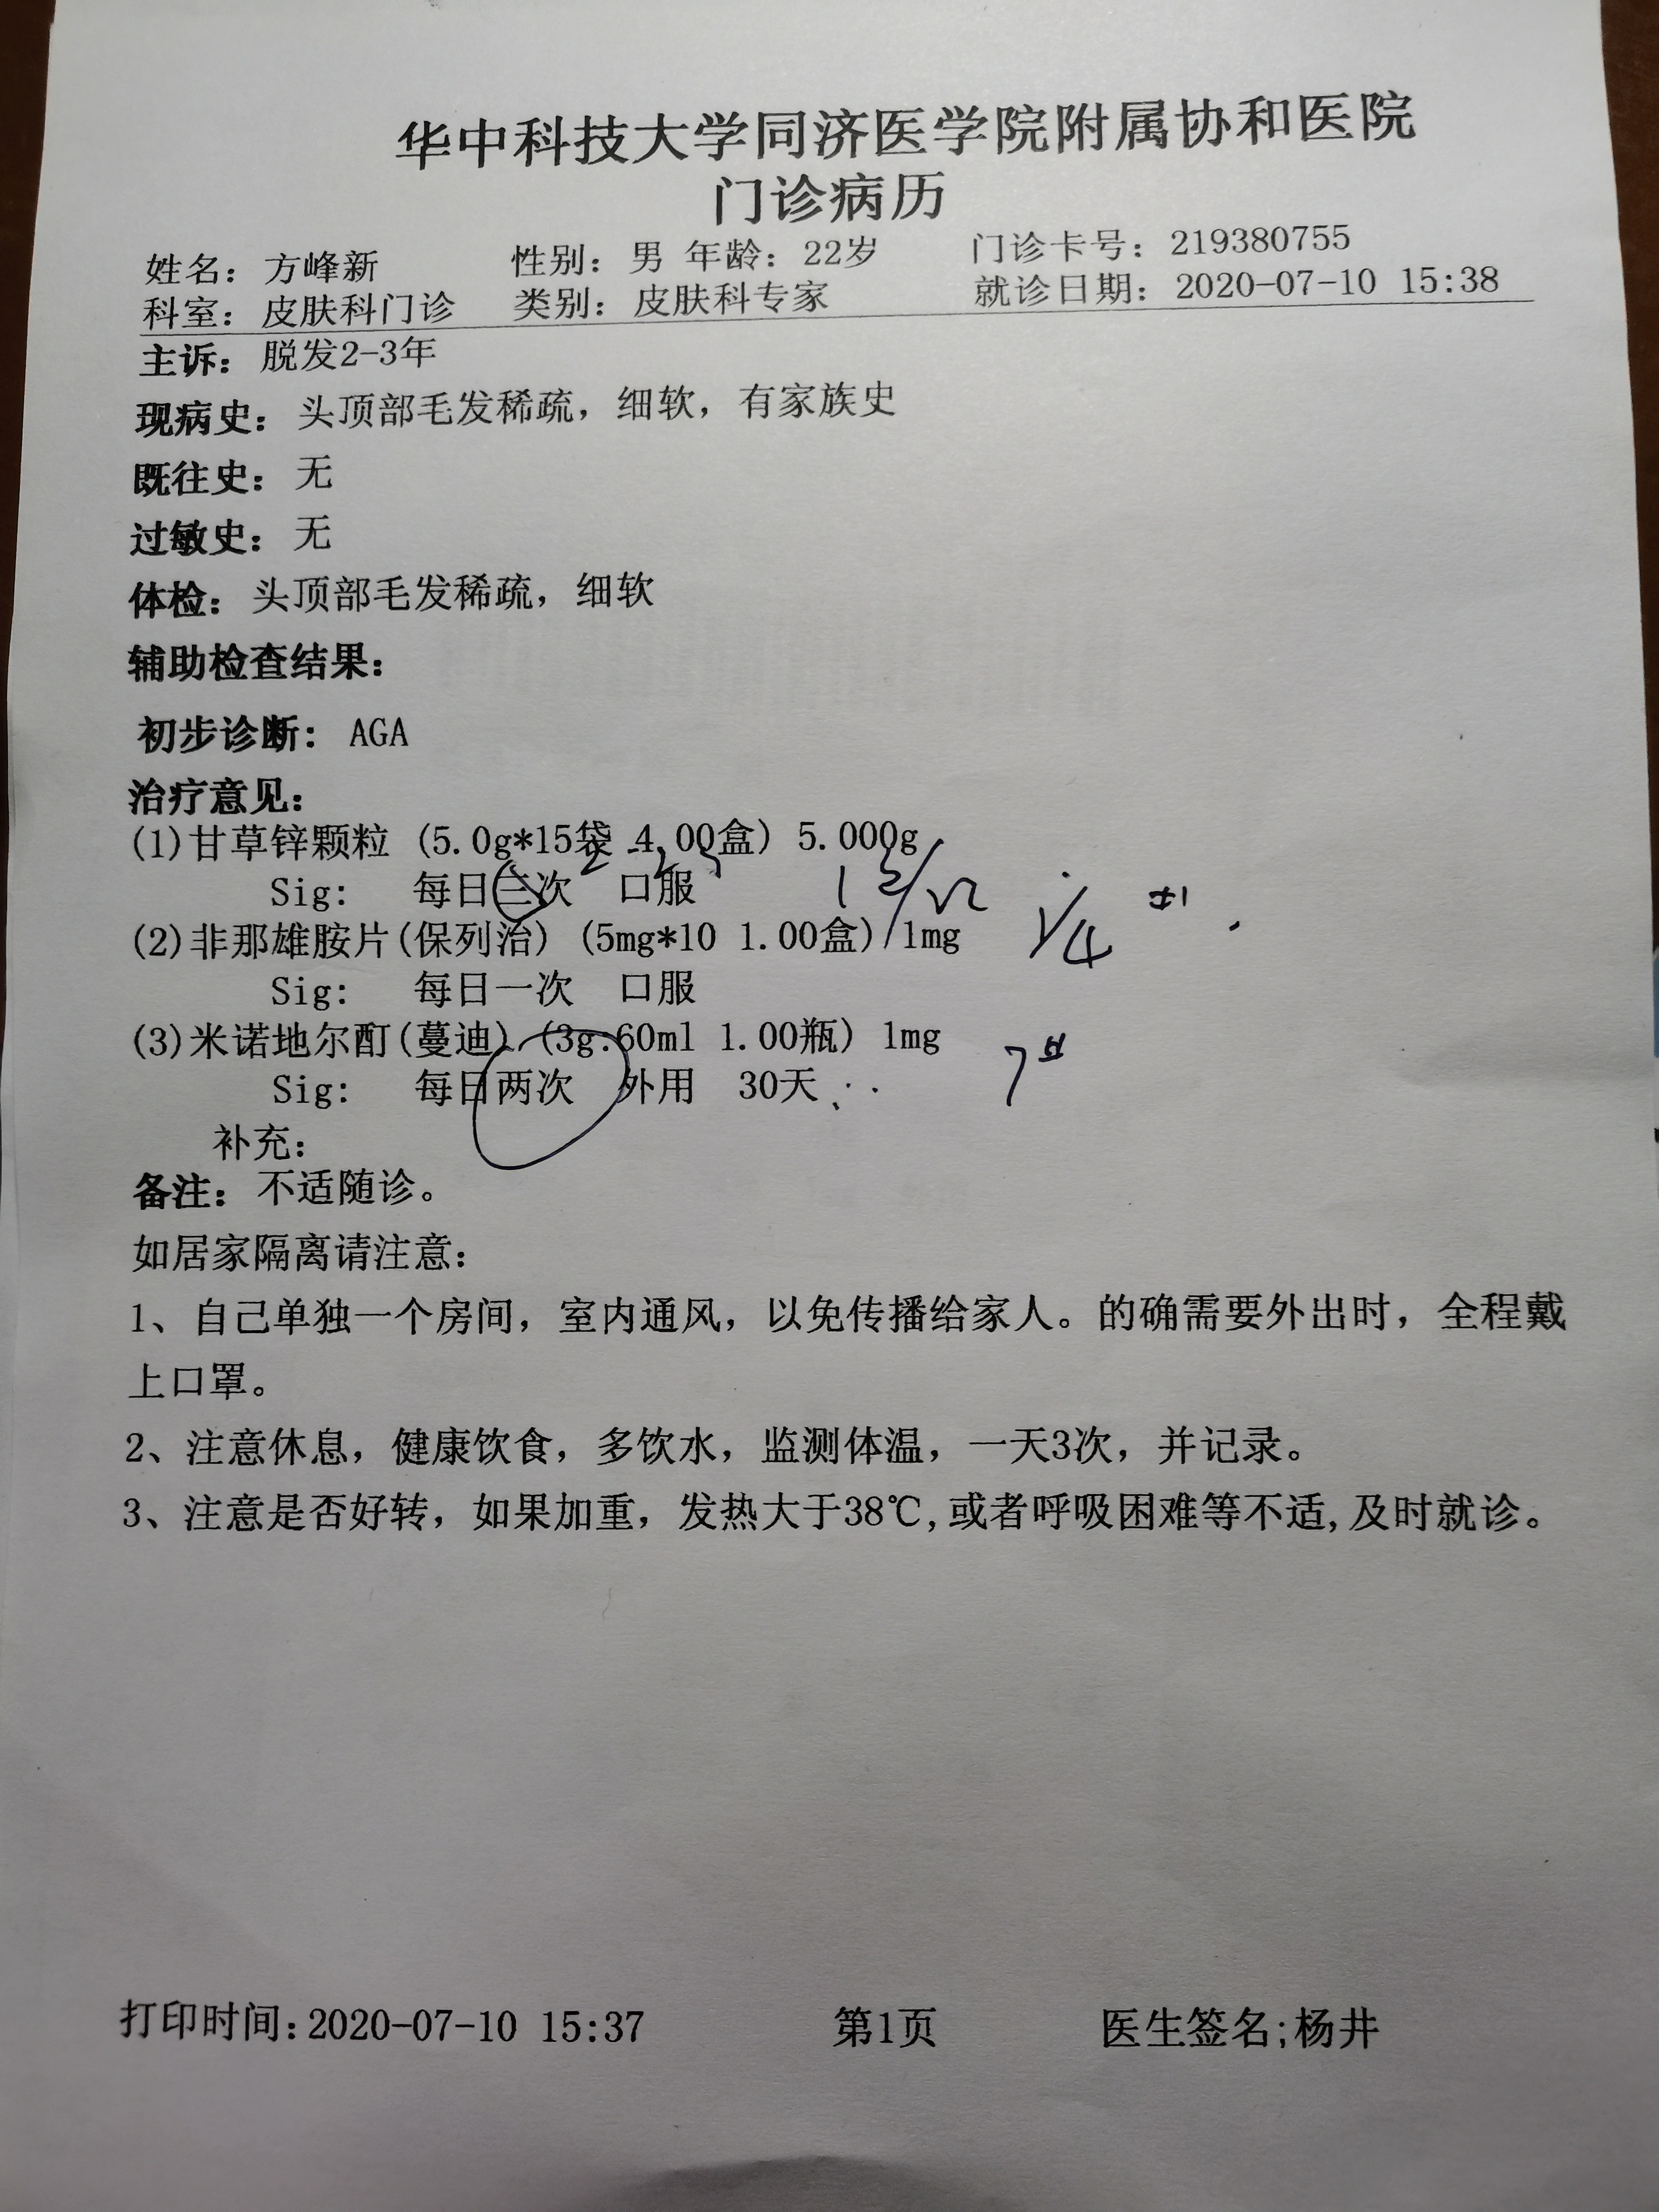 华中科技大学同济医学院附属协和医院
门诊病历
姓名：方峰新 性别：男 年龄：22岁 门诊卡号：219380755
科室：皮肤科门诊 类别：皮肤科专家 就诊日期：2020-07-10 15:38
主诉：脱发2-3年
现病史：头顶部毛发稀疏，细软，有家族史
既往史：无
过敏史：无
体检：头顶部毛发稀疏，细软
辅助检查结果：
初步诊断：AGA
治疗意见：
(1)甘草锌颗粒 (5.0g*15袋 4.00盒) 5.000g
Sig: 每日三次 口服
(2)非那雄胺片(保列治) (5mg*10 1.00盒) 1mg 1/4
Sig: 每日一次 口服
(3)米诺地尔酊(蔓迪) (3g:60ml 1.00瓶) 1mg
Sig: 每日两次 外用 30天
补充：
备注：不适随诊。
如居家隔离请注意：
1、自己单独一个房间，室内通风，以免传播给家人。的确需要外出时，全程戴
上口罩。
2、注意休息，健康饮食，多饮水，监测体温，一天3次，并记录。
3、注意是否好转，如果加重，发热大于38℃,或者呼吸困难等不适,及时就诊。
打印时间:2020-07-10 15:37 第1页 医生签名;杨井